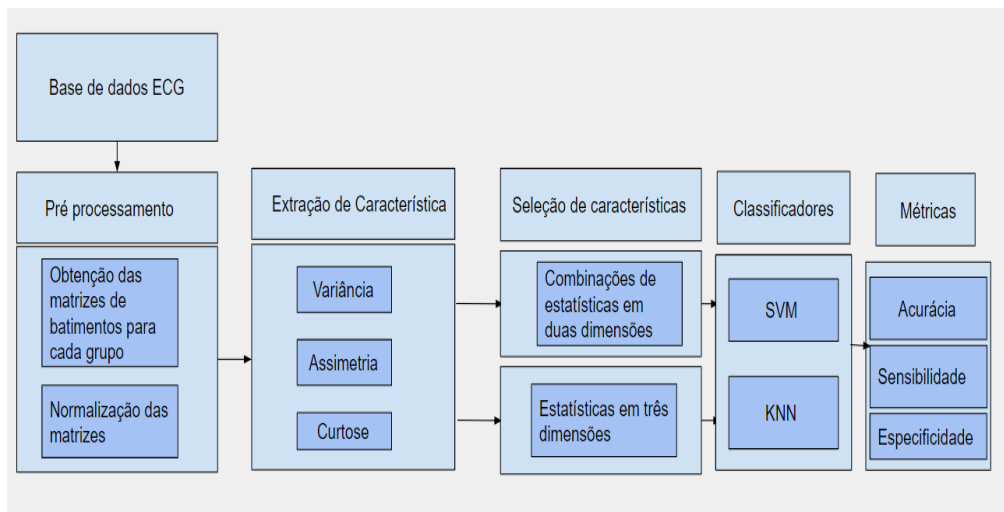 Base de dados ECG
Pré processamento
Obtenção das
matrizes de
batimentos para
cada grupo
Normalização das
matrizes
Extração de Característica
Variância
Assimetria
Curtose
Seleção de características
Combinações de
estatísticas em
duas dimensões
Estatísticas em três
dimensões
Classificadores
SVM
KNN
Métricas
Acurácia
Sensibilidade
Especificidade